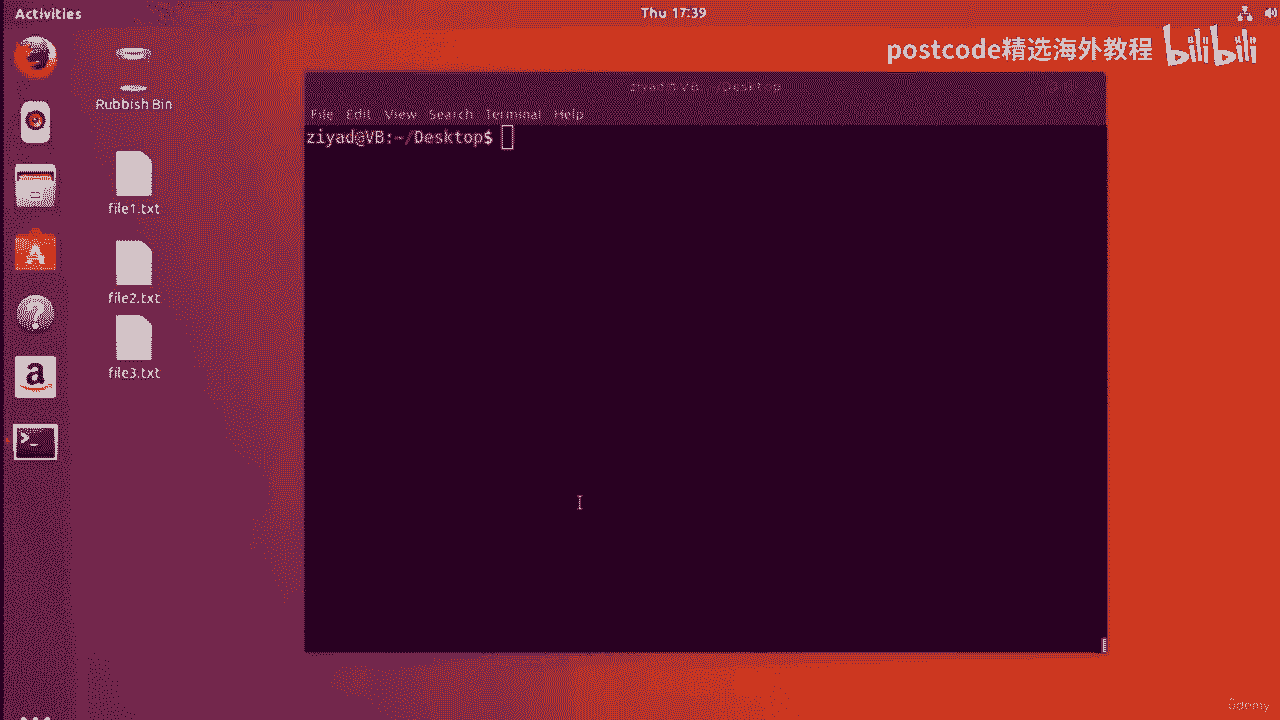 Activities
Thu 17:39
postcode精选海外教程 bilibili
Rubbish Bin
ziyad@VB: ~/Desktop
File Edit View Search Terminal Help
ziyad@VB:~/Desktop$
file1.txt
file2.txt
file3.txt
a
ûdemy